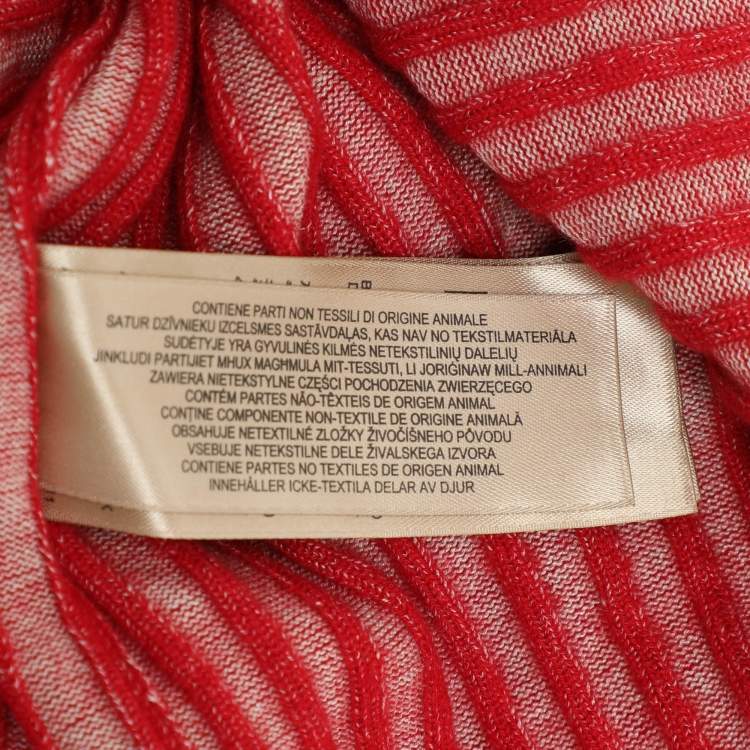 CONTIENE PARTI NON TESSILI DI ORIGINE ANIMALE
SATUR DZĪVNIEKU IZCELSMES SASTĀVDAĻAS, KAS NAV NO TEKSTILMATERIĀLA
SUDĖTYJE YRA GYVULINĖS KILMĖS NETEKSTILINIŲ DALELIŲ
JINKLUDI PARTIJIET MHUX MAGHMULA MIT-TESSUTI, LI JORIĠINAW MILL-ANNIMALI
ZAWIERA NIETEKSTYLNE CZĘŚCI POCHODZENIA ZWIERZĘCEGO
CONTÉM PARTES NÃO-TÊXTEIS DE ORIGEM ANIMAL
CONȚINE COMPONENTE NON-TEXTILE DE ORIGINE ANIMALĂ
OBSAHUJE NETEXTILNÉ ZLOŽKY ŽIVOČÍŠNEHO PÔVODU
VSEBUJE NETEKSTILNE DELE ŽIVALSKEGA IZVORA
CONTIENE PARTES NO TEXTILES DE ORIGEN ANIMAL
INNEHÅLLER ICKE-TEXTILA DELAR AV DJUR